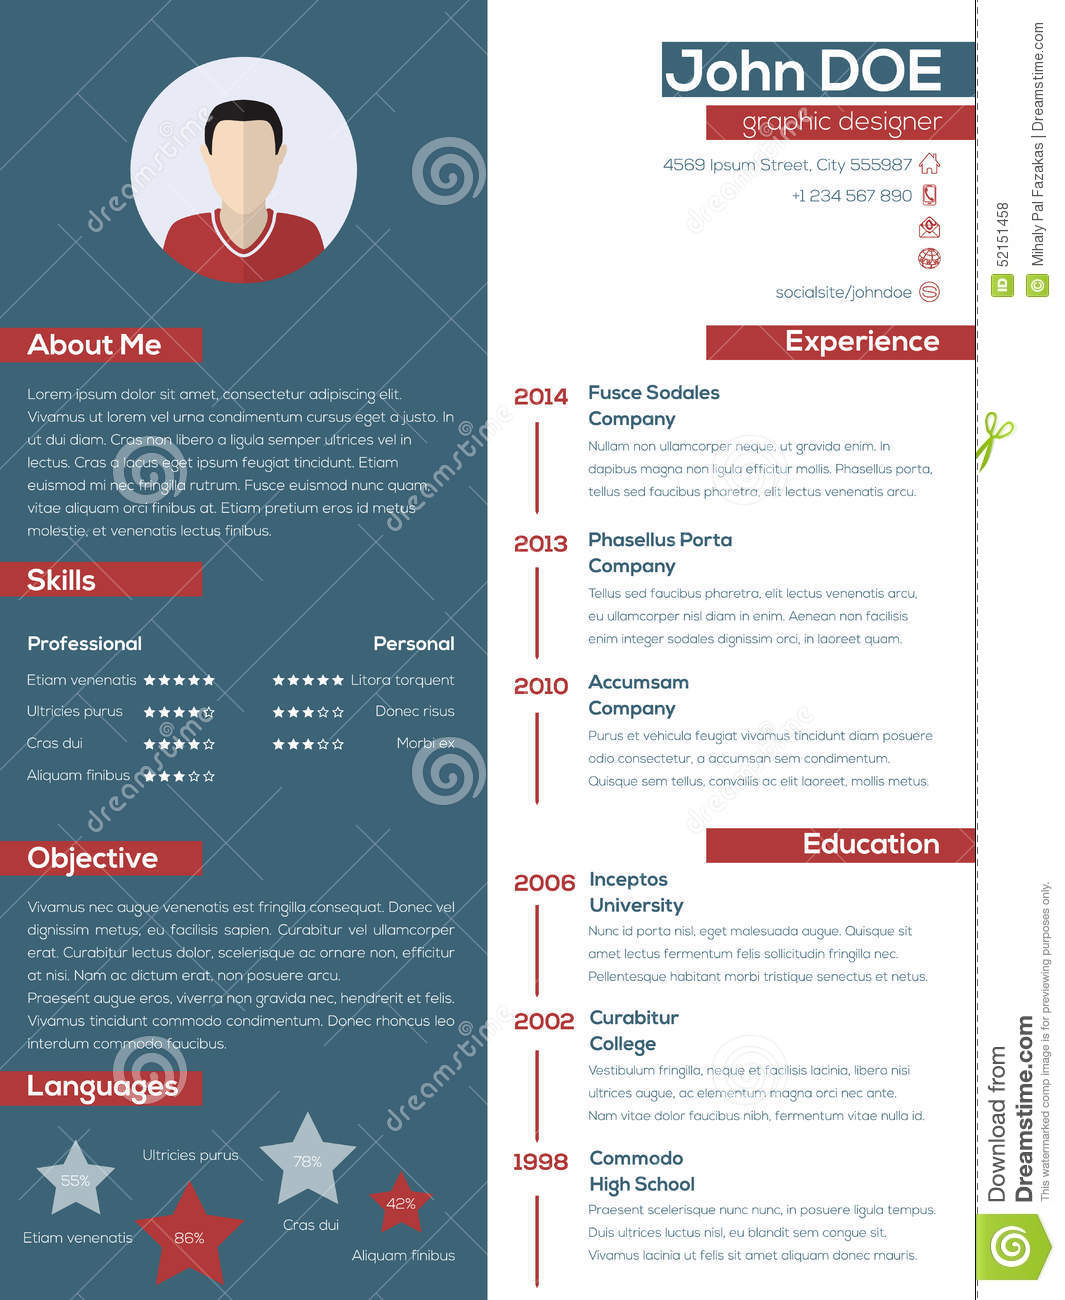 John DOE
graphic designer
4569 Ipsum Street, City 555987
+1 234 567 890
socialsite/johndoe
About Me
Lorem ipsum dolor sit amet, consectetur adipiscing elit.
Vivamus ut lorem vel urna condimentum cursus eget a justo. In
ut dui diam. Cras non libero a ligula semper ultrices vel in
lectus. Cras a lacus eget ipsum feugiat tincidunt. Etiam
euismod mi nec fringilla rutrum. Fusce euismod nunc quam,
vitae aliquam orci finibus at. Etiam pretium eros id metus
molestie, et venenatis lectus finibus.
Skills
Professional
Etiam venenatis
Ultricies purus
Cras dui
Aliquam finibus
Personal
Litora torquent
Donec risus
Morbi ex
Objective
Vivamus nec augue venenatis est fringilla consequat. Donec vel
dignissim metus, eu facilisis sapien. Curabitur vel ullamcorper
erat. Curabitur lectus dolor, scelerisque ac ornare non, efficitur
at nisi. Nam ac dictum erat, non posuere arcu.
Praesent augue eros, viverra non gravida nec, hendrerit et felis.
Vivamus tincidunt commodo condimentum. Donec rhoncus leo
interdum commodo faucibus.
Languages
55%
Etiam venenatis
Ultricies purus
86%
78%
Cras dui
42%
Aliquam finibus
Experience
2014
Fusce Sodales
Company
Nullam non ullamcorper neque, ut gravida enim. In
dapibus magna non ligula efficitur mollis. Phasellus porta,
tellus sed faucibus pharetra, elit lectus venenatis arcu.
2013
Phasellus Porta
Company
Tellus sed faucibus pharetra, elit lectus venenatis arcu,
eu ullamcorper nisl diam in enim. Aenean non facilisis
enim integer sodales dignissim orci, in laoreet quam.
2010
Accumsam
Company
Purus et vehicula feugiat vivamus tincidunt diam posuere
odio consectetur, a accumsan sem condimentum.
Quisque sem tellus, convallis ac elit laoreet, mollis metus.
Education
2006
Inceptos
University
Nunc id porta nisl, eget malesuada augue. Quisque sit
amet lectus fermentum felis sollicitudin fringilla nec.
Pellentesque habitant morbi tristique senectus et netus.
2002
Curabitur
College
Vestibulum fringilla, neque et facilisis lacinia, libero nisi
ultrices augue, ac elementum magna orci nec ante.
Nam vitae dolor faucibus nibh, fermentum vitae nulla id.
1998
Commodo
High School
Praesent scelerisque nunc nunc, in posuere ligula tempus.
Duis ultrices luctus nisl, eu blandit sem congue sit.
Vivamus lacinia ut felis sit amet aliquam donec mauris.
dreamstime
dreamstime
dreamstime
dreamstime
dreamstime
dreamstime
ID 52151458
© Mihaly Pal Fazakas | Dreamstime.com
Download from
Dreamstime.com
This watermarked comp image is for previewing purposes only.